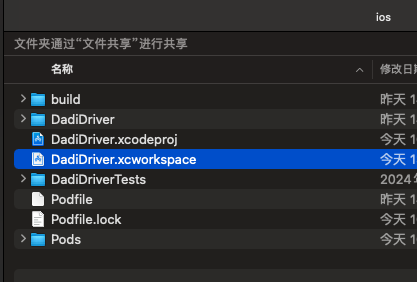 ios
文件夹通过“文件共享”进行共享
名称 修改日期
build 昨天 1
DadiDriver 昨天 1
DadiDriver.xcodeproj 今天 1
DadiDriver.xcworkspace 今天 1
DadiDriverTests 2024
Podfile 昨天 1
Podfile.lock 今天 1
Pods 今天 1